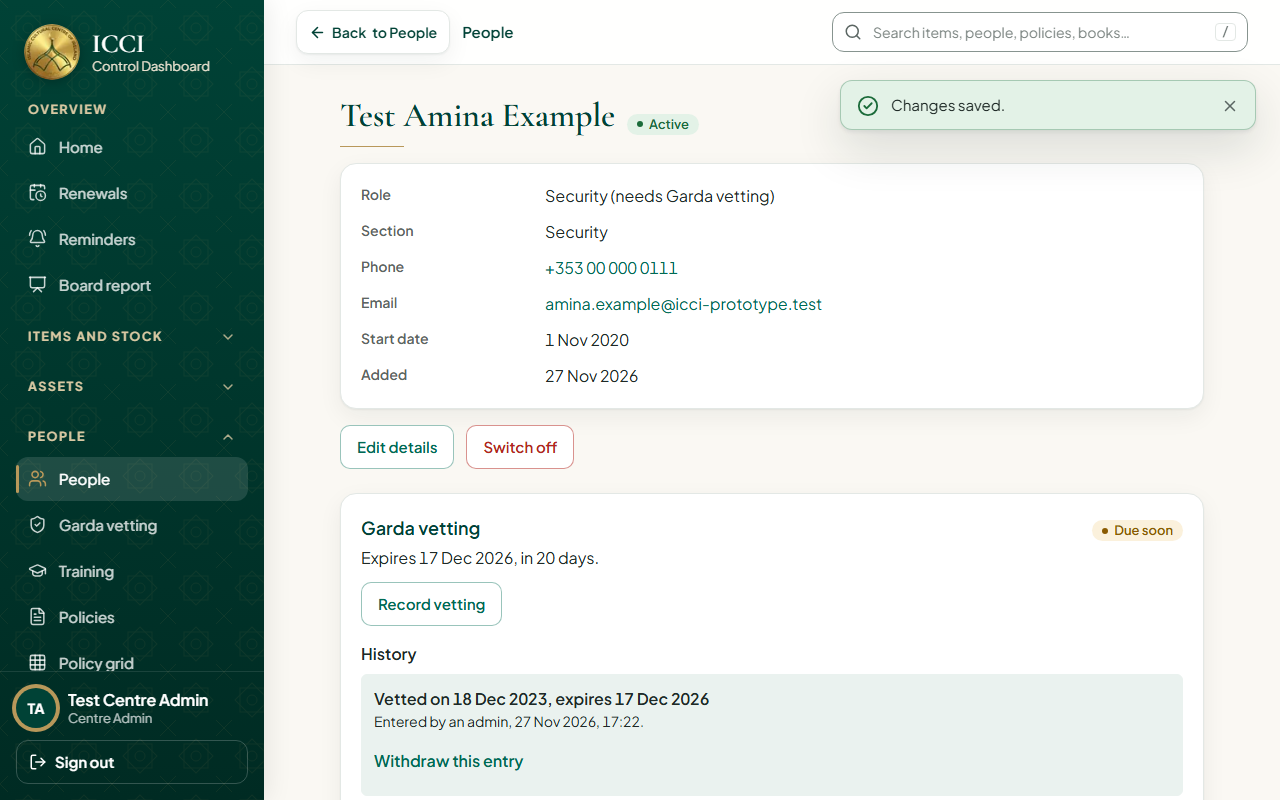 ICCI
Control Dashboard
OVERVIEW
Home
Renewals
Reminders
Board report
ITEMS AND STOCK
ASSETS
PEOPLE
People
Garda vetting
Training
Policies
Policy grid
TA
Test Centre Admin
Centre Admin
Sign out
Back to People
People
Search items, people, policies, books…
/
Changes saved.
Test Amina Example
Active
Role
Security (needs Garda vetting)
Section
Security
Phone
+353 00 000 0111
Email
amina.example@icci-prototype.test
Start date
1 Nov 2020
Added
27 Nov 2026
Edit details
Switch off
Garda vetting
Due soon
Expires 17 Dec 2026, in 20 days.
Record vetting
History
Vetted on 18 Dec 2023, expires 17 Dec 2026
Entered by an admin, 27 Nov 2026, 17:22.
Withdraw this entry